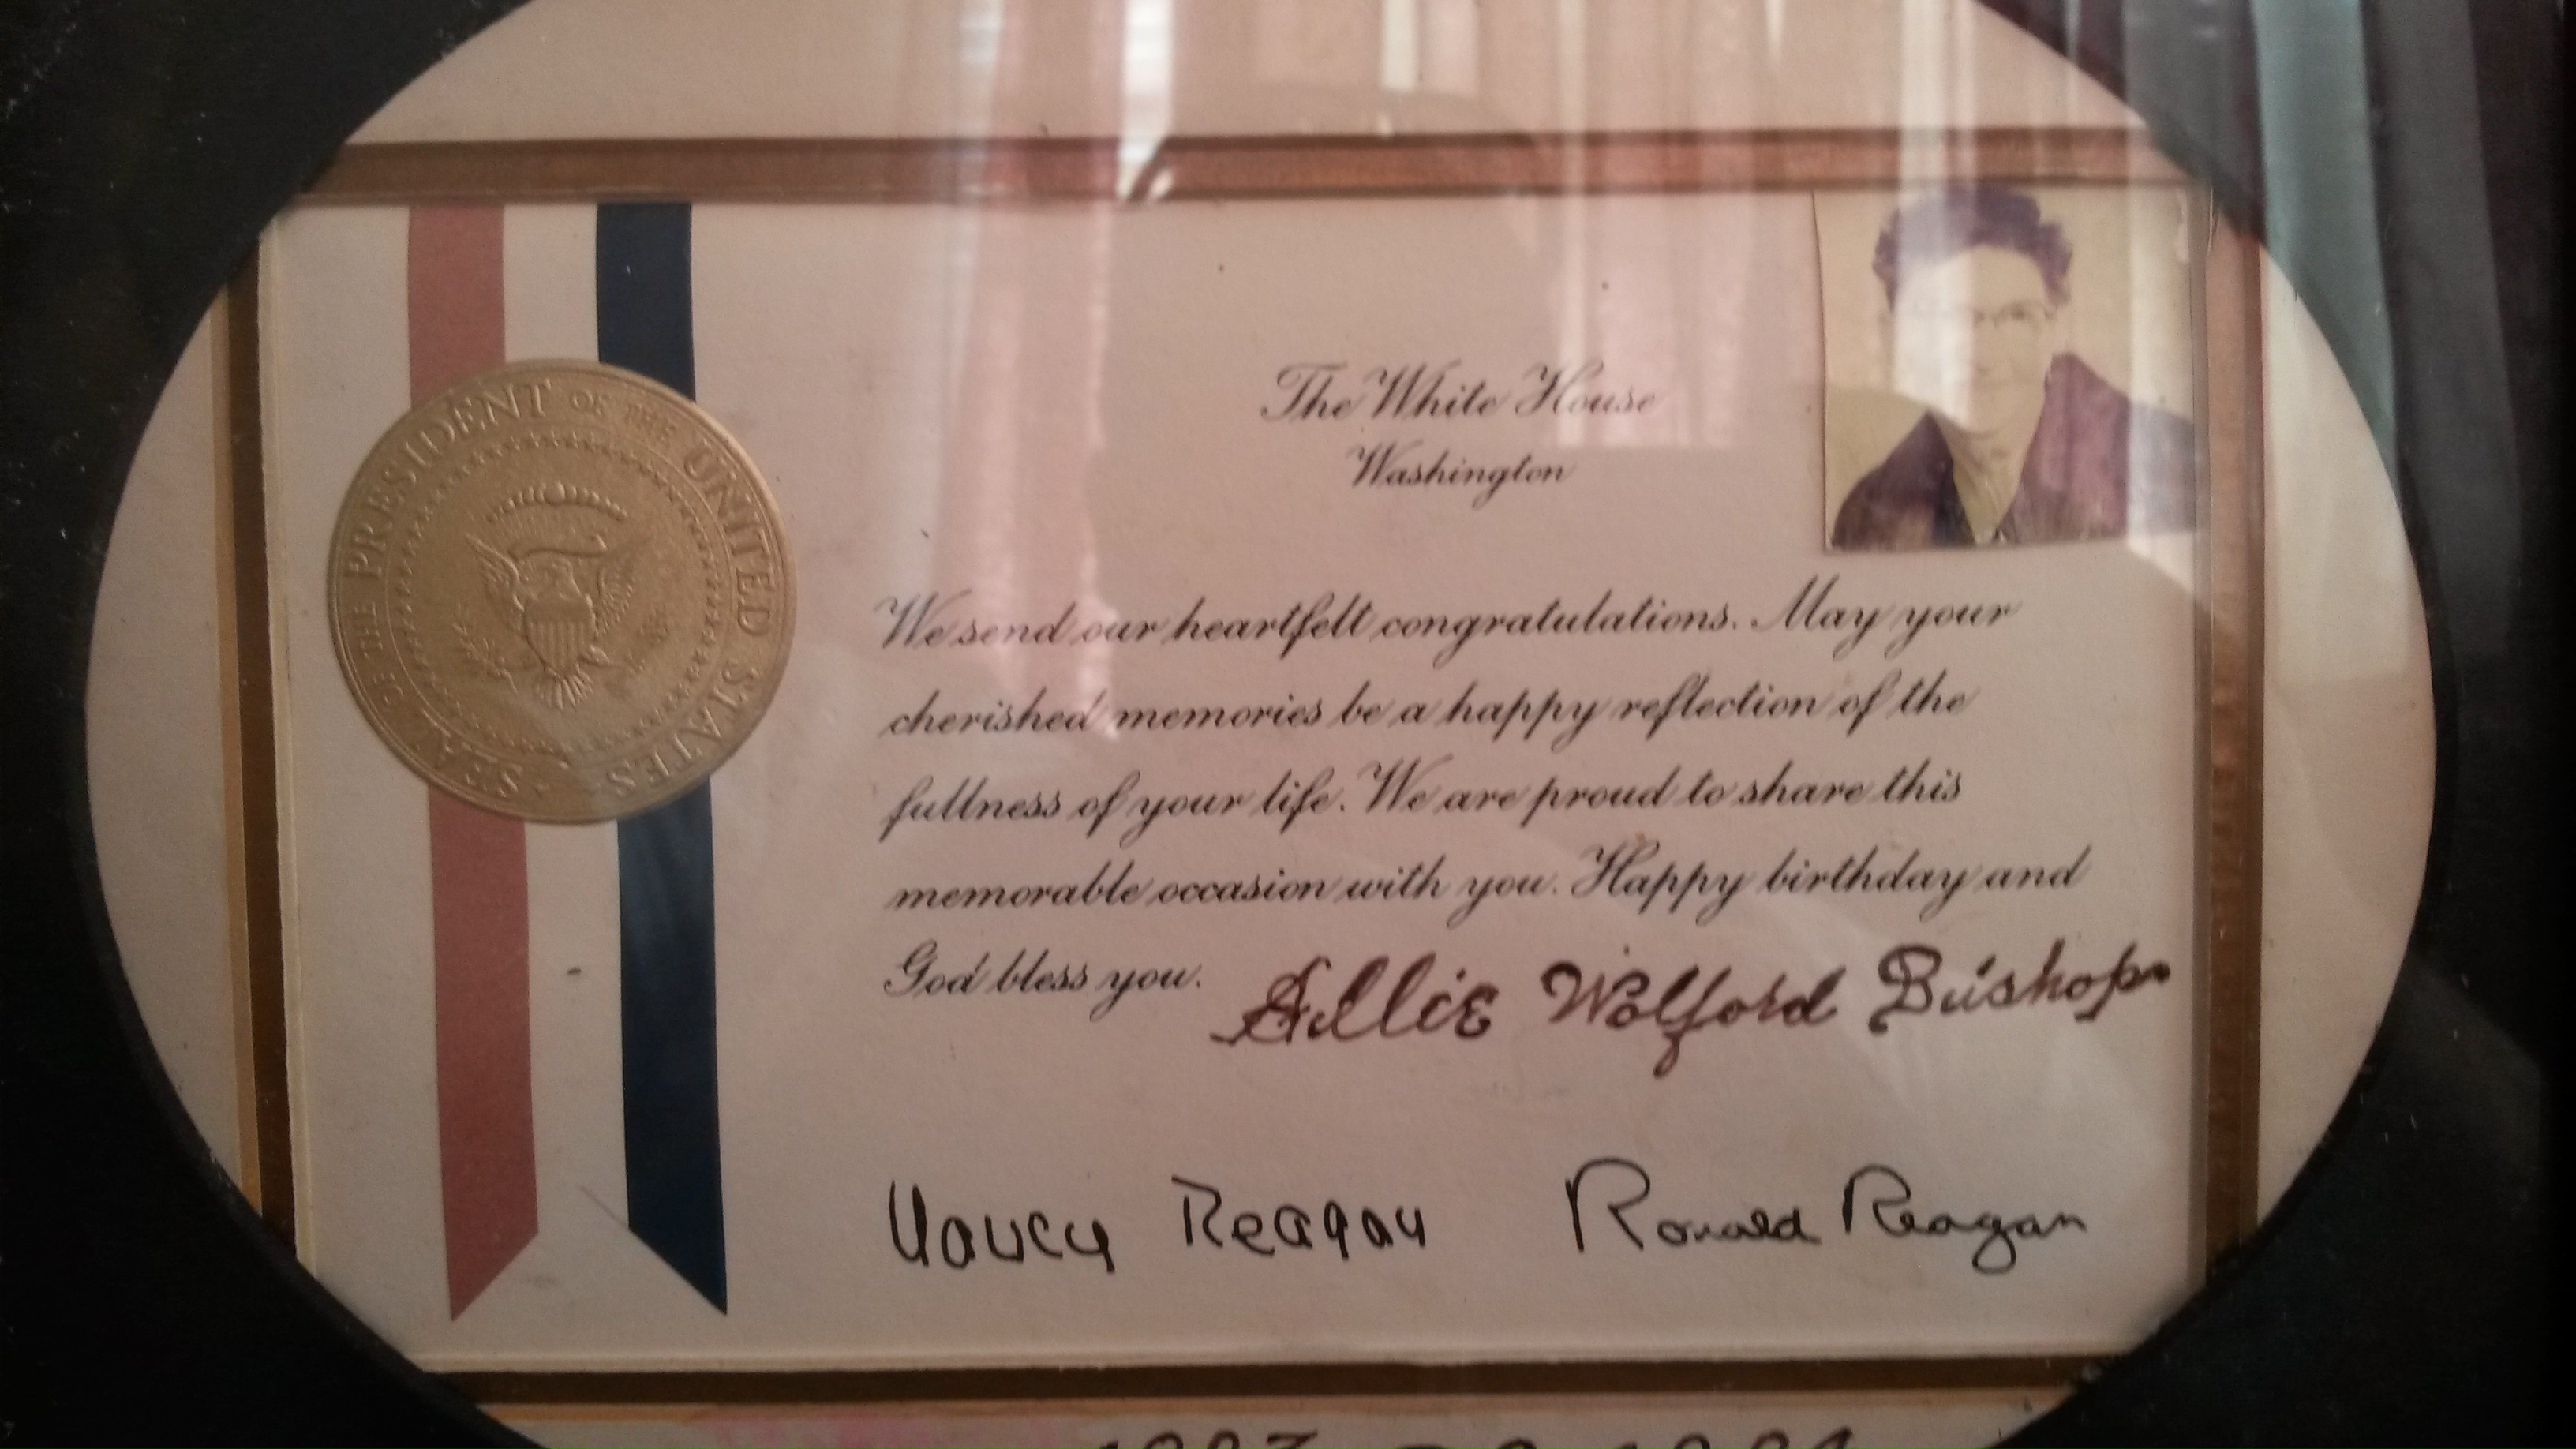 SEAL OF THE PRESIDENT OF THE UNITED STATES
The White House
Washington
We send our heartfelt congratulations. May your
cherished memories be a happy reflection of the
fullness of your life. We are proud to share this
memorable occasion with you. Happy birthday and
God bless you.
Allie Wolford Bishop
Nancy Reagan Ronald Reagan